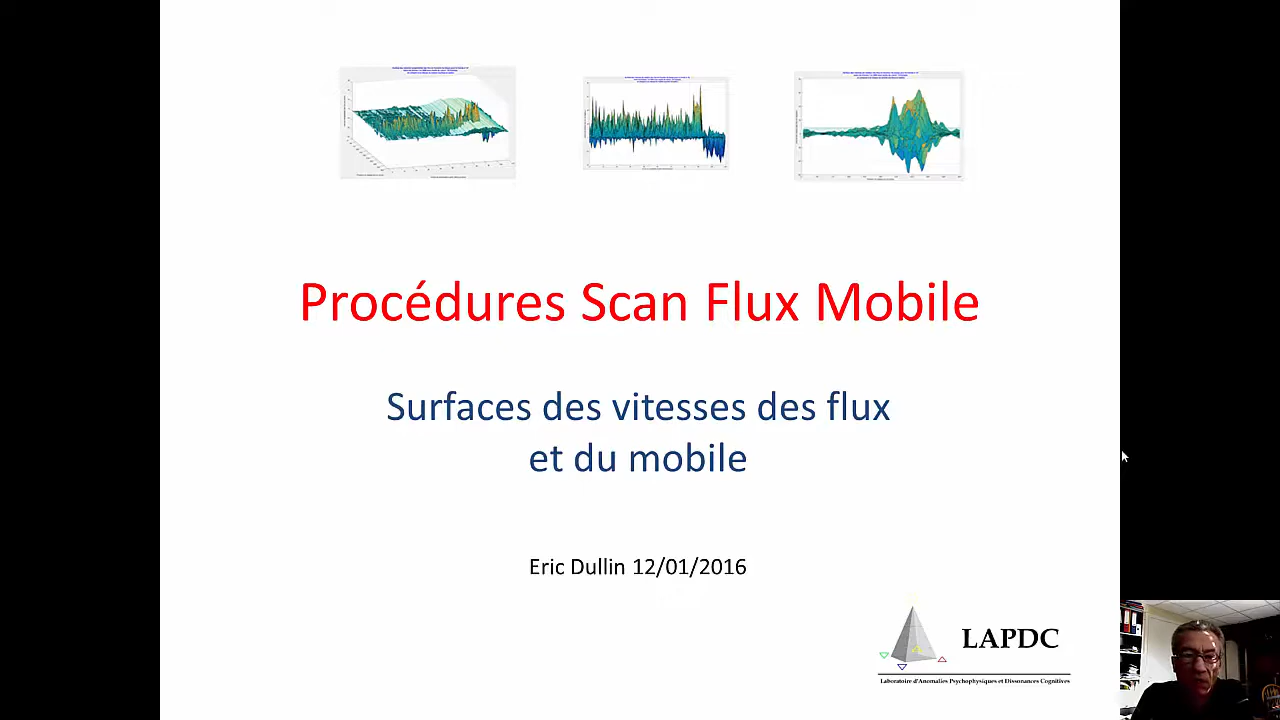 Procédures Scan Flux Mobile
Surfaces des vitesses des flux
et du mobile
Eric Dullin 12/01/2016
LAPDC
Laboratoire d'Anomalies Psychophysiques et Dissonances Cognitives